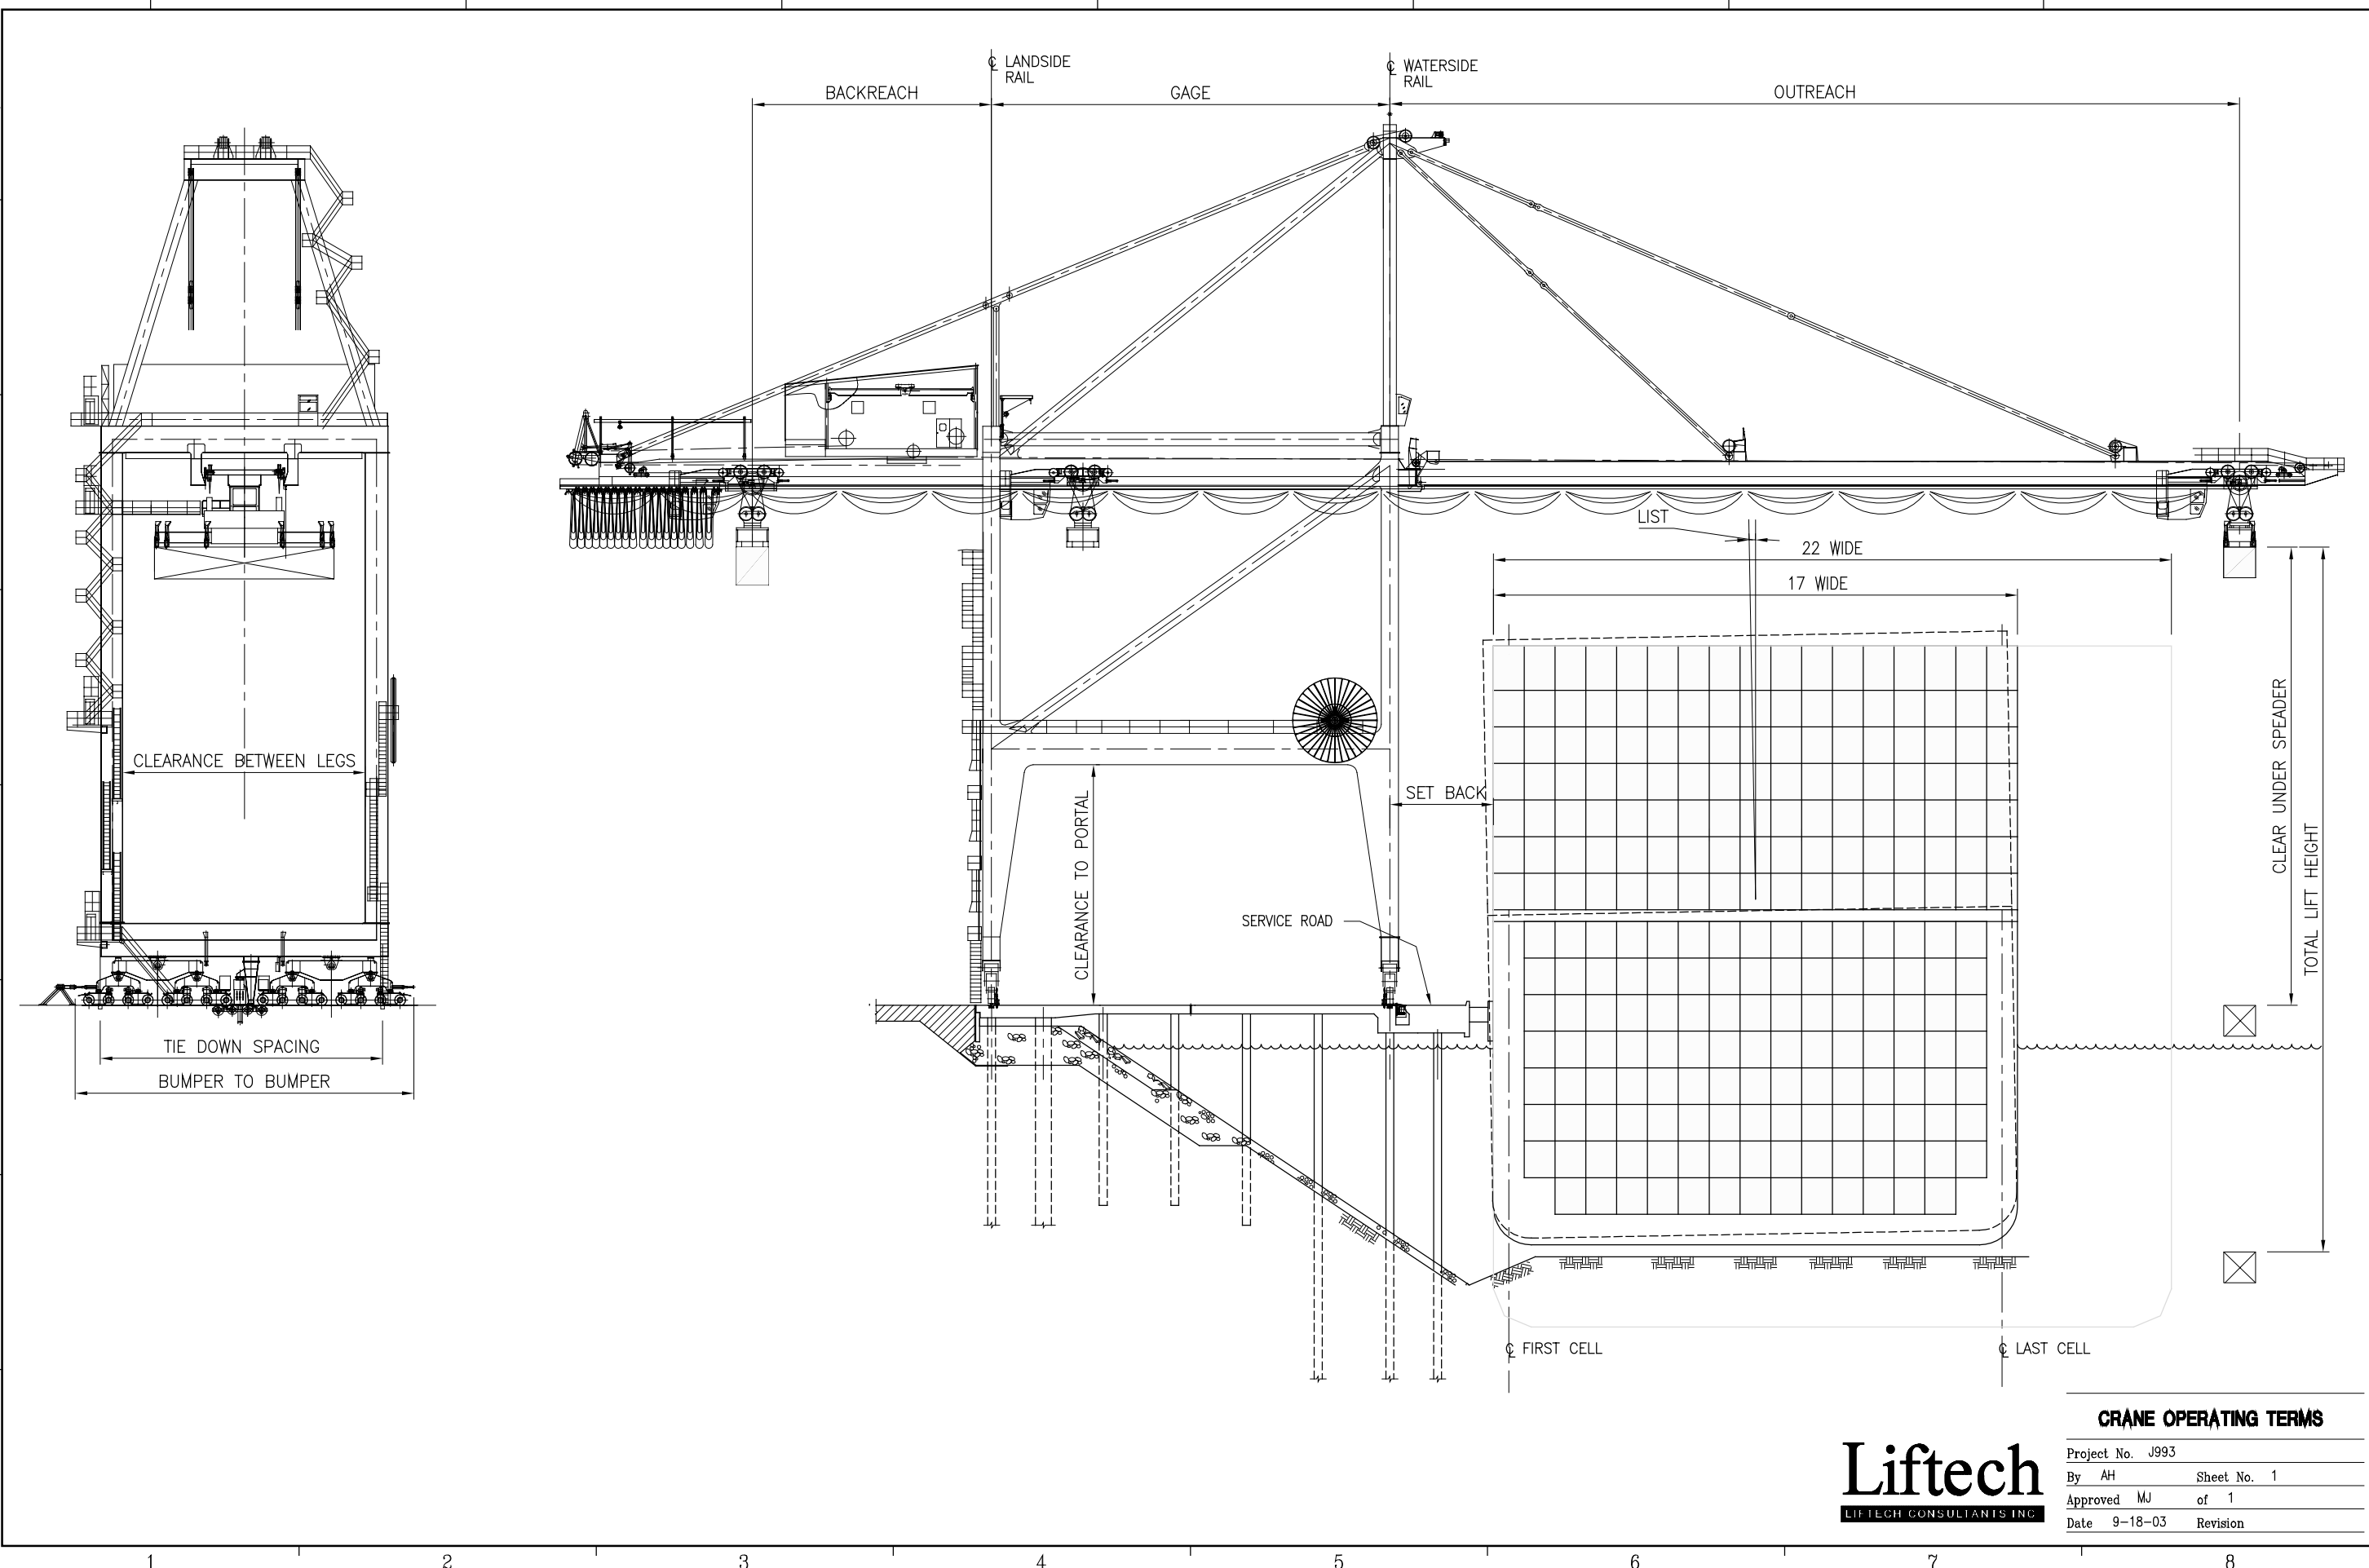 ℄ LANDSIDE
RAIL
℄ WATERSIDE
RAIL
BACKREACH
GAGE
OUTREACH
LIST
22 WIDE
17 WIDE
CLEARANCE BETWEEN LEGS
SET BACK
CLEARANCE TO PORTAL
SERVICE ROAD
CLEAR UNDER SPEADER
TOTAL LIFT HEIGHT
TIE DOWN SPACING
BUMPER TO BUMPER
℄ FIRST CELL
℄ LAST CELL
CRANE OPERATING TERMS
Project No. J993
By AH Sheet No. 1
Approved MJ of 1
Date 9-18-03 Revision
Liftech
LIFTECH CONSULTANTS INC
1 2 3 4 5 6 7 8